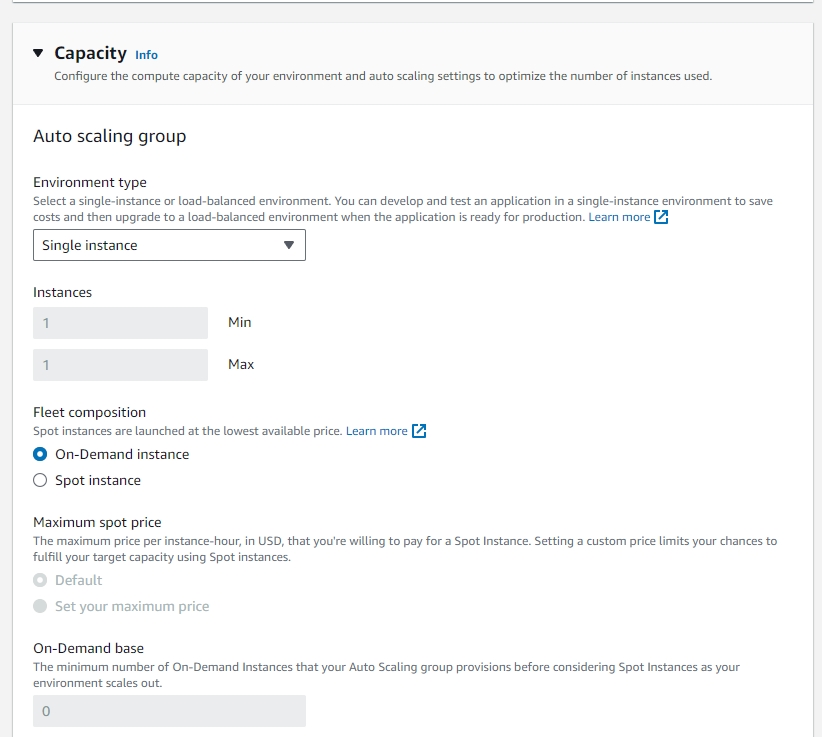 Capacity Info
Configure the compute capacity of your environment and auto scaling settings to optimize the number of instances used.
Auto scaling group
Environment type
Select a single-instance or load-balanced environment. You can develop and test an application in a single-instance environment to save
costs and then upgrade to a load-balanced environment when the application is ready for production. Learn more
Single instance
Instances
1 Min
1 Max
Fleet composition
Spot instances are launched at the lowest available price. Learn more
On-Demand instance
Spot instance
Maximum spot price
The maximum price per instance-hour, in USD, that you're willing to pay for a Spot Instance. Setting a custom price limits your chances to
fulfill your target capacity using Spot instances.
Default
Set your maximum price
On-Demand base
The minimum number of On-Demand Instances that your Auto Scaling group provisions before considering Spot Instances as your
environment scales out.
0